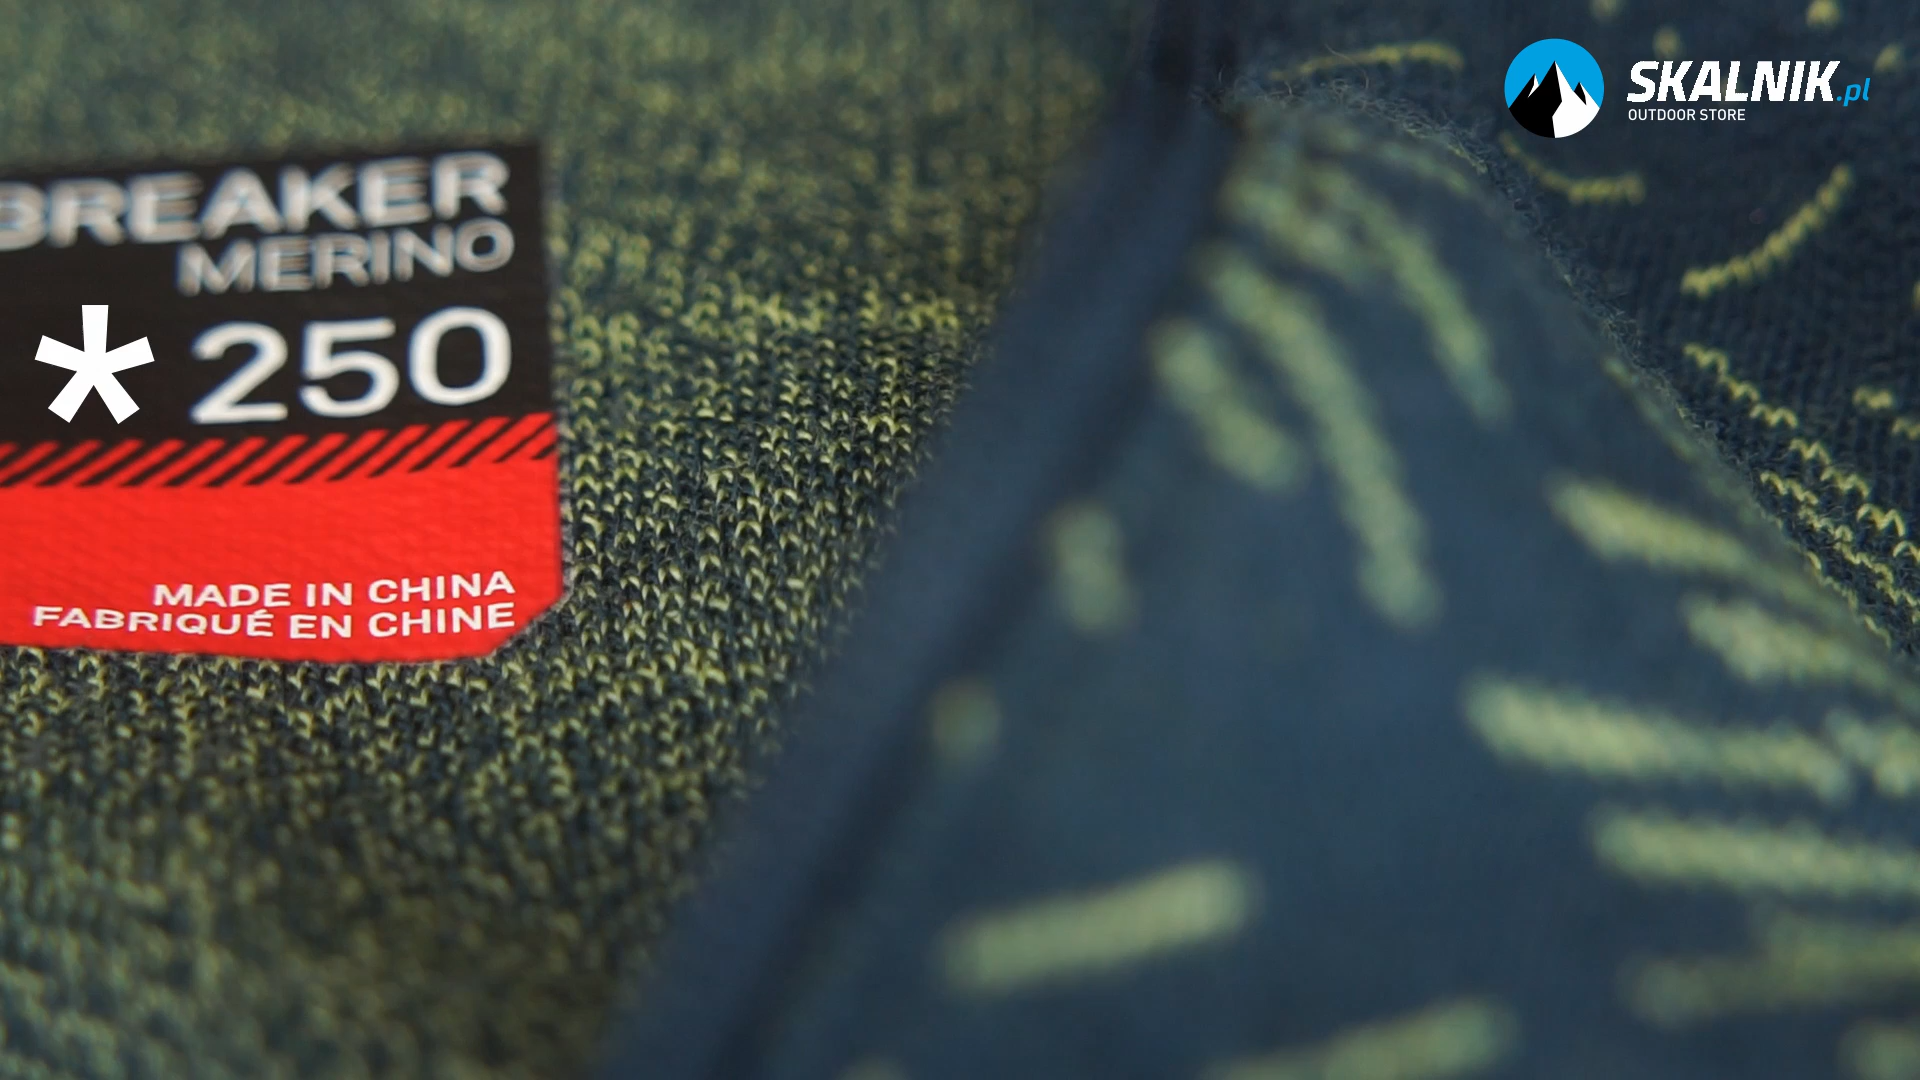 BREAKER
MERINO
* 250
MADE IN CHINA
FABRIQUÉ EN CHINE
SKALNIK.pl
OUTDOOR STORE